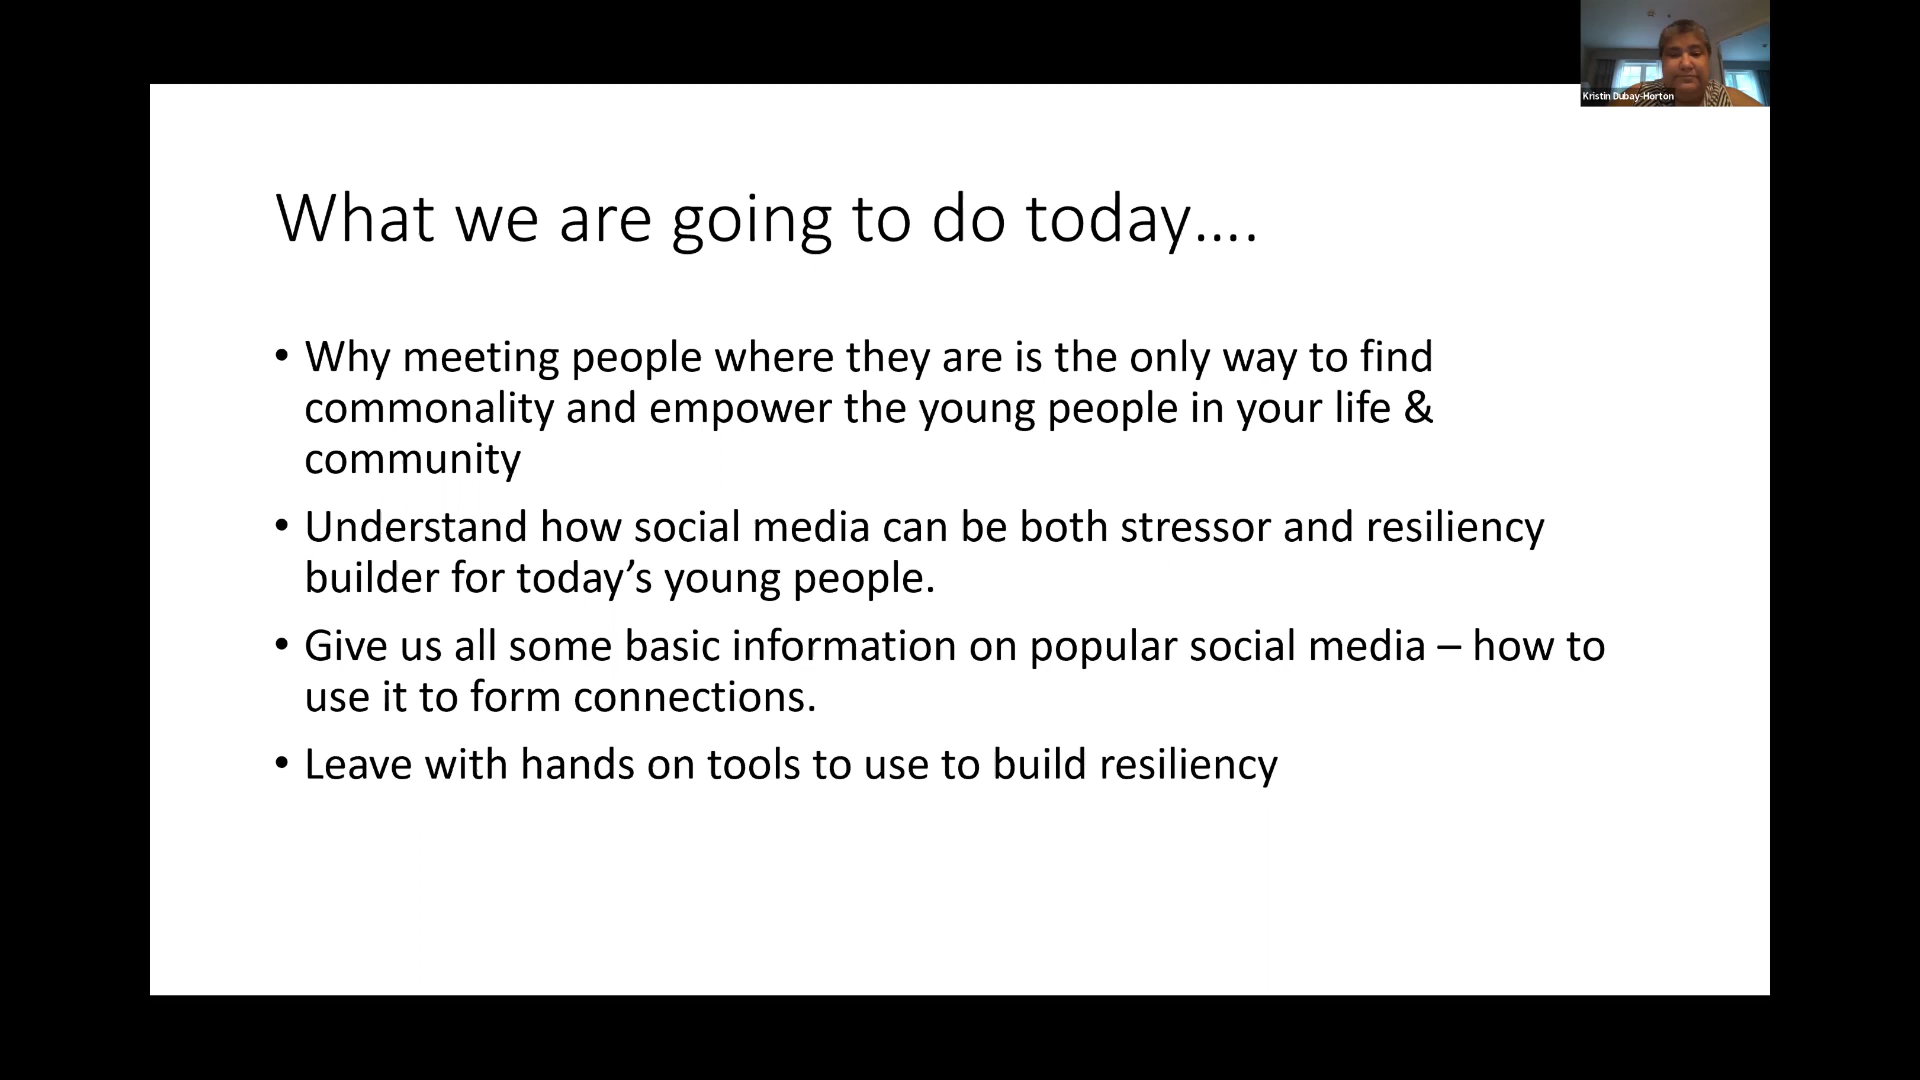 Kristin Dubay-Horton
What we are going to do today....
• Why meeting people where they are is the only way to find
commonality and empower the young people in your life &
community
• Understand how social media can be both stressor and resiliency
builder for today’s young people.
• Give us all some basic information on popular social media – how to
use it to form connections.
• Leave with hands on tools to use to build resiliency